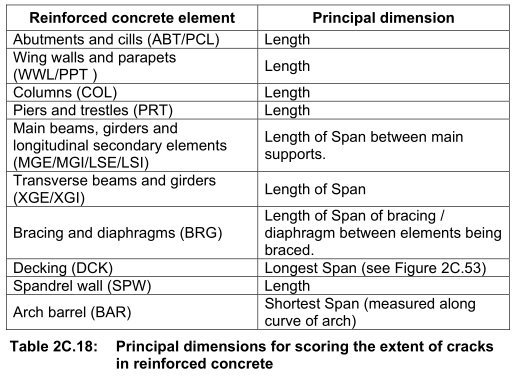 Reinforced concrete element Principal dimension
Abutments and cills (ABT/PCL) Length
Wing walls and parapets
(WWL/PPT ) Length
Columns (COL) Length
Piers and trestles (PRT) Length
Main beams, girders and
longitudinal secondary elements
(MGE/MGI/LSE/LSI)
Length of Span between main
supports.
Transverse beams and girders
(XGE/XGI)
Length of Span
Bracing and diaphragms (BRG)
Length of Span of bracing /
diaphragm between elements being
braced.
Decking (DCK) Longest Span (see Figure 2C.53)
Spandrel wall (SPW) Length
Arch barrel (BAR)
Shortest Span (measured along
curve of arch)
Table 2C.18: Principal dimensions for scoring the extent of cracks
in reinforced concrete